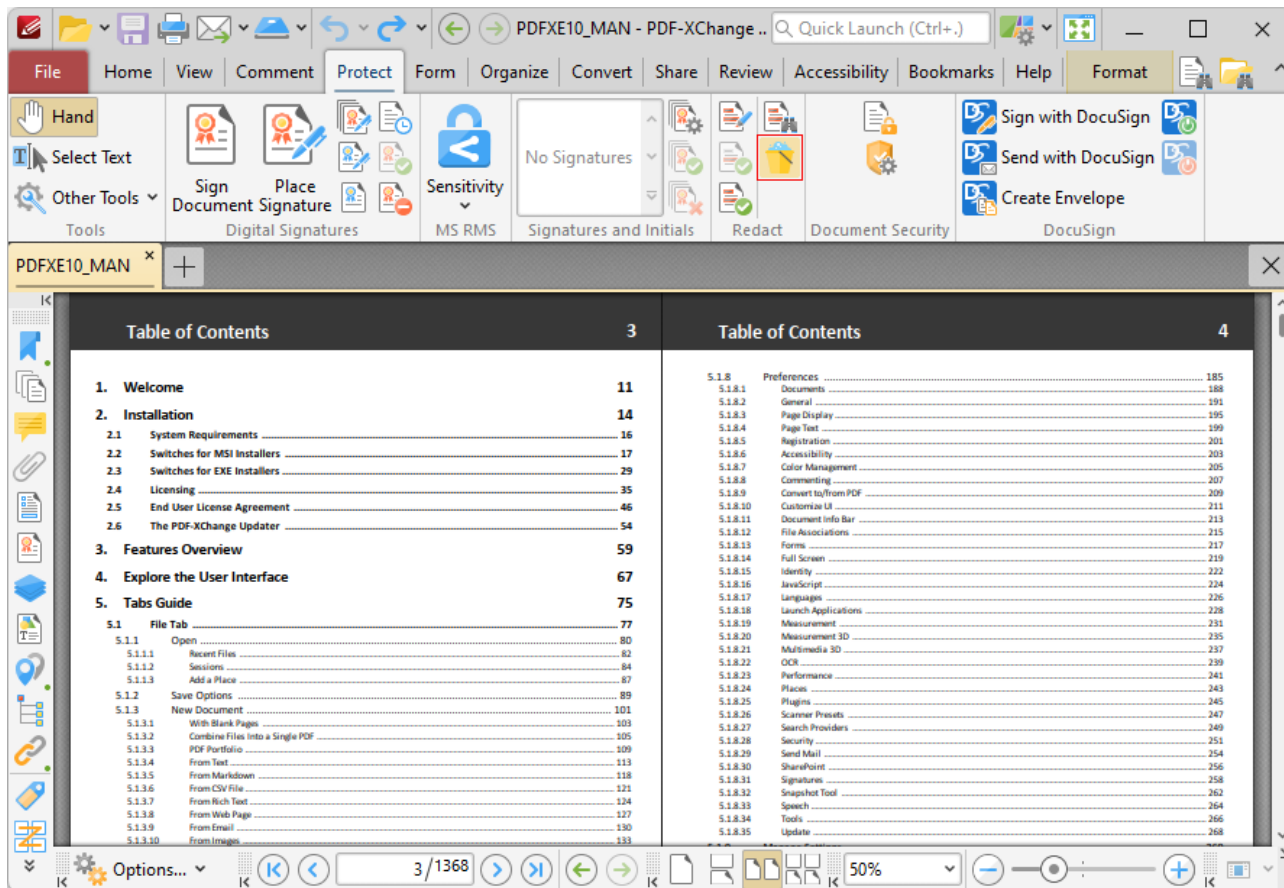 PDFXE10_MAN - PDF-XChange ..
Quick Launch (Ctrl+.)
File Home View Comment Protect Form Organize Convert Share Review Accessibility Bookmarks Help Format
Hand
Select Text
Other Tools
Tools
Sign Document
Place Signature
Digital Signatures
Sensitivity
MS RMS
No Signatures
Signatures and Initials
Redact
Document Security
Sign with DocuSign
Send with DocuSign
Create Envelope
DocuSign
PDFXE10_MAN
Table of Contents 3
1. Welcome 11
2. Installation 14
2.1 System Requirements 16
2.2 Switches for MSI Installers 17
2.3 Switches for EXE Installers 29
2.4 Licensing 35
2.5 End User License Agreement 46
2.6 The PDF-XChange Updater 54
3. Features Overview 59
4. Explore the User Interface 67
5. Tabs Guide 75
5.1 File Tab 77
5.1.1 Open 80
5.1.1.1 Recent Files 82
5.1.1.2 Sessions 84
5.1.1.3 Add a Place 87
5.1.2 Save Options 89
5.1.3 New Document 101
5.1.3.1 With Blank Pages 103
5.1.3.2 Combine Files Into a Single PDF 105
5.1.3.3 PDF Portfolio 109
5.1.3.4 From Text 113
5.1.3.5 From Markdown 118
5.1.3.6 From CSV File 121
5.1.3.7 From Rich Text 124
5.1.3.8 From Web Page 127
5.1.3.9 From Email 130
5.1.3.10 From Images 133
Table of Contents 4
5.1.8 Preferences 185
5.1.8.1 Documents 188
5.1.8.2 General 191
5.1.8.3 Page Display 195
5.1.8.4 Page Text 199
5.1.8.5 Registration 201
5.1.8.6 Accessibility 203
5.1.8.7 Color Management 205
5.1.8.8 Commenting 207
5.1.8.9 Convert to/from PDF 209
5.1.8.10 Customize UI 211
5.1.8.11 Document Info Bar 213
5.1.8.12 File Associations 215
5.1.8.13 Forms 217
5.1.8.14 Full Screen 219
5.1.8.15 Identity 222
5.1.8.16 JavaScript 224
5.1.8.17 Languages 226
5.1.8.18 Launch Applications 228
5.1.8.19 Measurement 231
5.1.8.20 Measurement 3D 235
5.1.8.21 Multimedia 3D 237
5.1.8.22 OCR 239
5.1.8.23 Performance 241
5.1.8.24 Places 243
5.1.8.25 Plugins 245
5.1.8.26 Scanner Presets 247
5.1.8.27 Search Providers 249
5.1.8.28 Security 251
5.1.8.29 Send Mail 254
5.1.8.30 SharePoint 256
5.1.8.31 Signatures 258
5.1.8.32 Snapshot Tool 262
5.1.8.33 Speech 264
5.1.8.34 Tools 266
5.1.8.35 Update 268
Options... 3/1368 50%